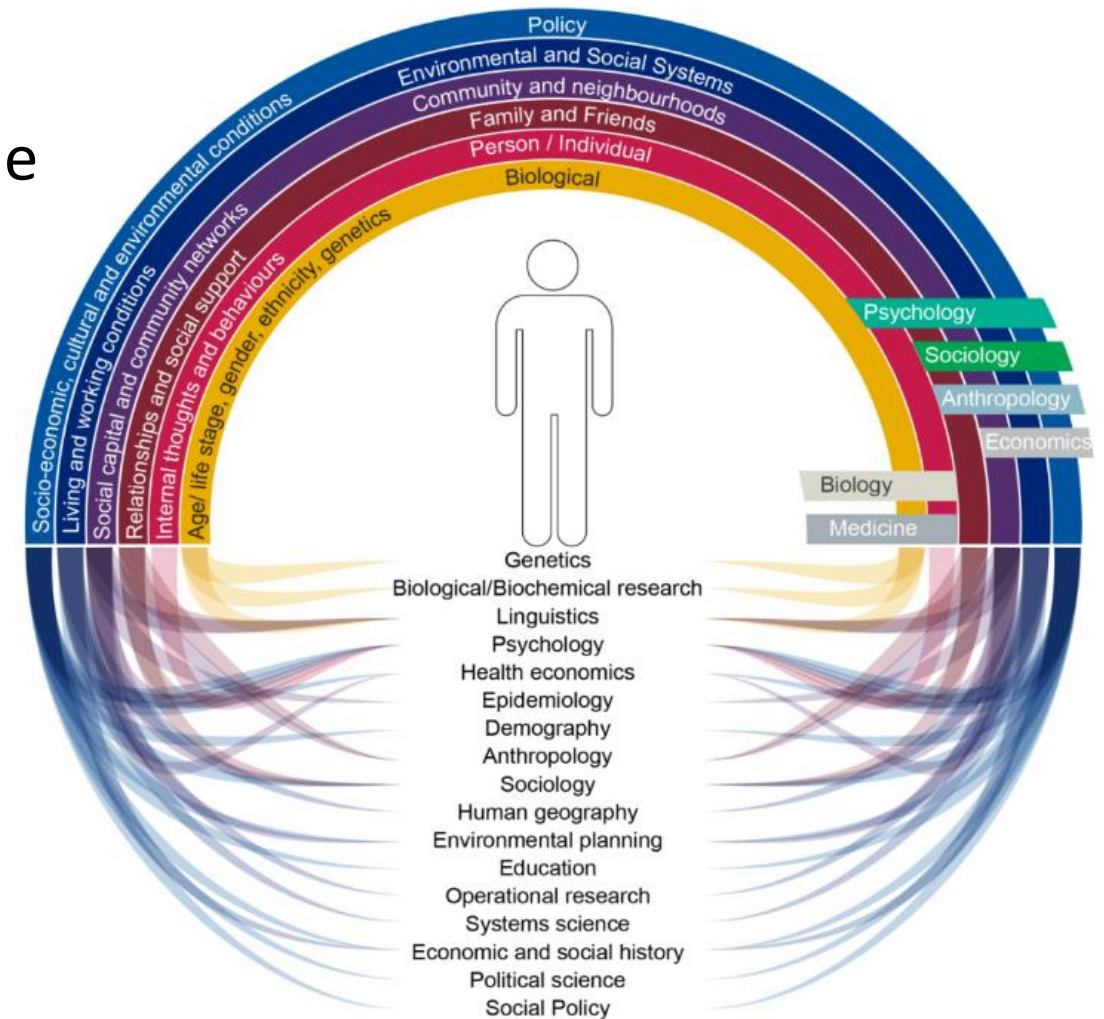 Policy
Environmental and Social Systems
Community and neighbourhoods
Family and Friends
Person / Individual
Biological
e
Socio-economic, cultural and environmental conditions
Living and working conditions
Social capital and community networks
Relationships and social support
Internal thoughts and behaviours
Age/ life stage, gender, ethnicity, genetics
Psychology
Sociology
Anthropology
Economics
Biology
Medicine
Genetics
Biological/Biochemical research
Linguistics
Psychology
Health economics
Epidemiology
Demography
Anthropology
Sociology
Human geography
Environmental planning
Education
Operational research
Systems science
Economic and social history
Political science
Social Policy